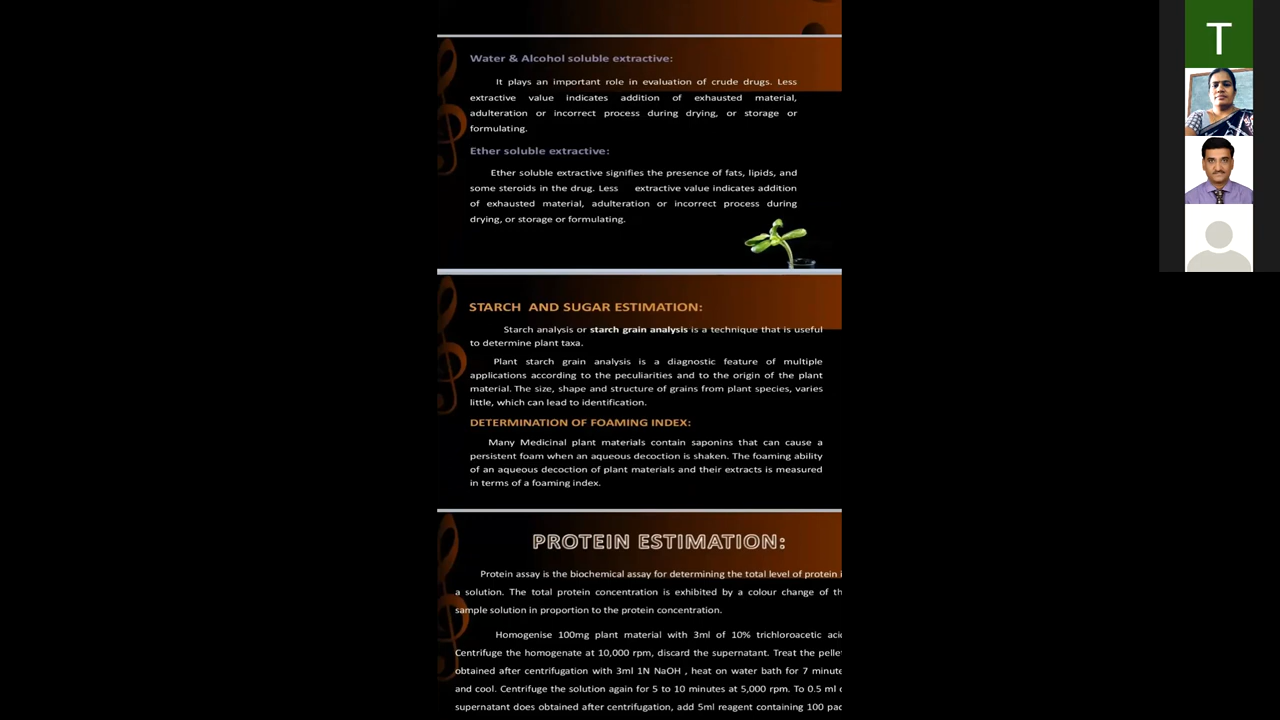 Water & Alcohol soluble extractive:
It plays an important role in evaluation of crude drugs. Less
extractive value indicates addition of exhausted material,
adulteration or incorrect process during drying, or storage or
formulating.
Ether soluble extractive:
Ether soluble extractive signifies the presence of fats, lipids, and
some steroids in the drug. Less extractive value indicates addition
of exhausted material, adulteration or incorrect process during
drying, or storage or formulating.
STARCH AND SUGAR ESTIMATION:
Starch analysis or starch grain analysis is a technique that is useful
to determine plant taxa.
Plant starch grain analysis is a diagnostic feature of multiple
applications according to the peculiarities and to the origin of the plant
material. The size, shape and structure of grains from plant species, varies
little, which can lead to identification.
DETERMINATION OF FOAMING INDEX:
Many Medicinal plant materials contain saponins that can cause a
persistent foam when an aqueous decoction is shaken. The foaming ability
of an aqueous decoction of plant materials and their extracts is measured
in terms of a foaming index.
PROTEIN ESTIMATION:
Protein assay is the biochemical assay for determining the total level of protein
a solution. The total protein concentration is exhibited by a colour change of
sample solution in proportion to the protein concentration.
Homogenise 100mg plant material with 3ml of 10% trichloroacetic
Centrifuge the homogenate at 10,000 rpm, discard the supernatant. Treat the
obtained after centrifugation with 3ml 1N NaOH , heat on water bath for 7
and cool. Centrifuge the solution again for 5 to 10 minutes at 5,000 rpm. To 0.5 ml
supernatant does obtained after centrifugation, add 5ml reagent containing 100
T